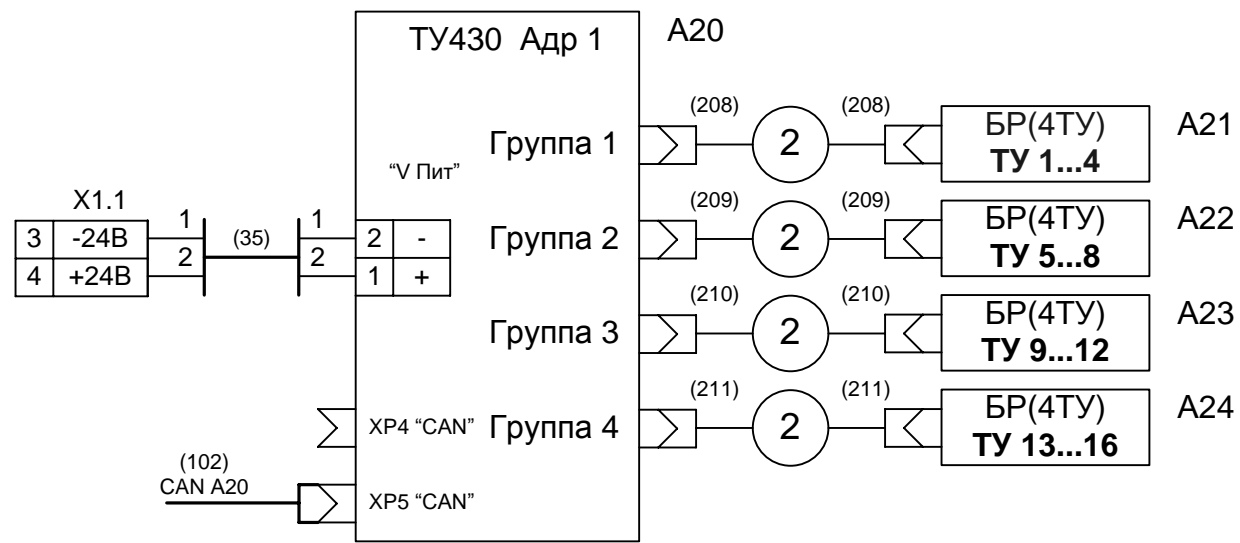 ТУ430 Адр 1
A20
Группа 1
(208)
2
(208)
БР(4ТУ)
ТУ 1...4
A21
“V Пит”
X1.1
3
-24В
4
+24В
1
2
(35)
1
2
2
-
1
+
Группа 2
(209)
2
(209)
БР(4ТУ)
ТУ 5...8
A22
Группа 3
(210)
2
(210)
БР(4ТУ)
ТУ 9...12
A23
XP4 “CAN”
Группа 4
(211)
2
(211)
БР(4ТУ)
ТУ 13...16
A24
(102)
CAN A20
XP5 “CAN”